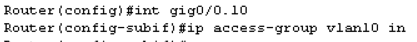 Router(config)#int gig0/0.10
Router(config-subif)#ip access-group vlan10 in